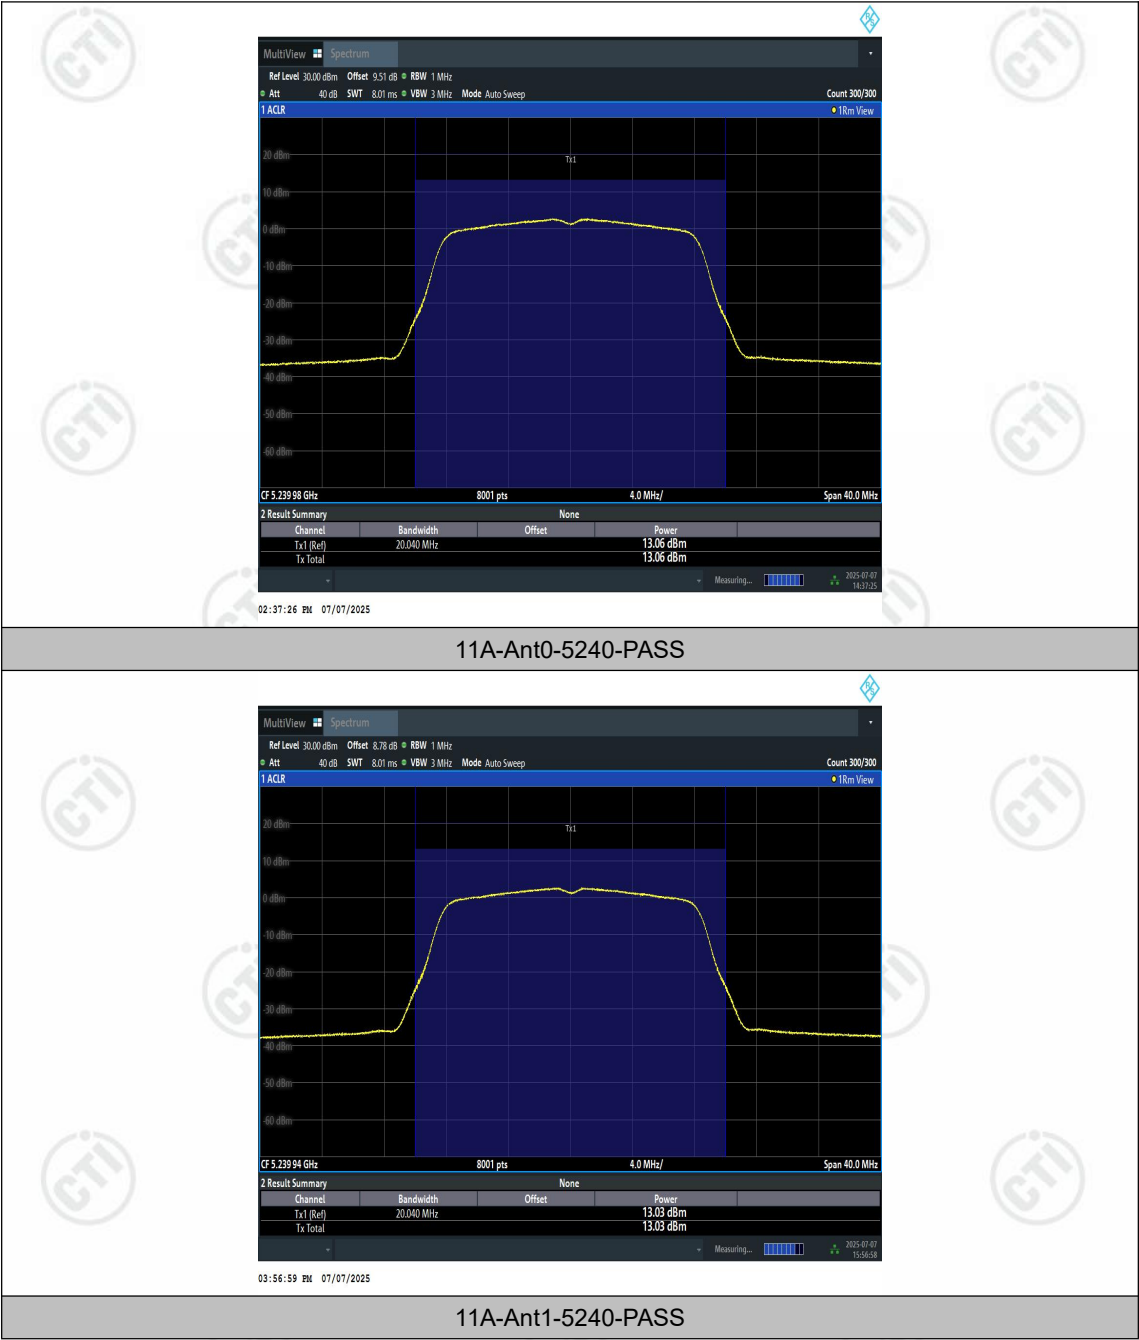 MultiView Spectrum
Ref Level 30.00 dBm Offset 9.51 dB RBW 1 MHz
Att 40 dB SWT 8.01 ms VBW 3 MHz Mode Auto Sweep Count 300/300
1 ACLR 1Rm View
20 dBm
Tx1
10 dBm
0 dBm
-10 dBm
-20 dBm
-30 dBm
-40 dBm
-50 dBm
-60 dBm
CF 5.239 98 GHz 8001 pts 4.0 MHz/ Span 40.0 MHz
2 Result Summary None
Channel Bandwidth Offset Power
Tx1 (Ref) 20.040 MHz 13.06 dBm
Tx Total 13.06 dBm
Measuring... 2025-07-07
14:37:25
02:37:26 PM 07/07/2025
11A-Ant0-5240-PASS
MultiView Spectrum
Ref Level 30.00 dBm Offset 8.78 dB RBW 1 MHz
Att 40 dB SWT 8.01 ms VBW 3 MHz Mode Auto Sweep Count 300/300
1 ACLR 1Rm View
20 dBm
Tx1
10 dBm
0 dBm
-10 dBm
-20 dBm
-30 dBm
-40 dBm
-50 dBm
-60 dBm
CF 5.239 94 GHz 8001 pts 4.0 MHz/ Span 40.0 MHz
2 Result Summary None
Channel Bandwidth Offset Power
Tx1 (Ref) 20.040 MHz 13.03 dBm
Tx Total 13.03 dBm
Measuring... 2025-07-07
15:56:58
03:56:59 PM 07/07/2025
11A-Ant1-5240-PASS
CTI
CTI
CTI
CTI
CTI
CTI
CTI
CTI
CTI